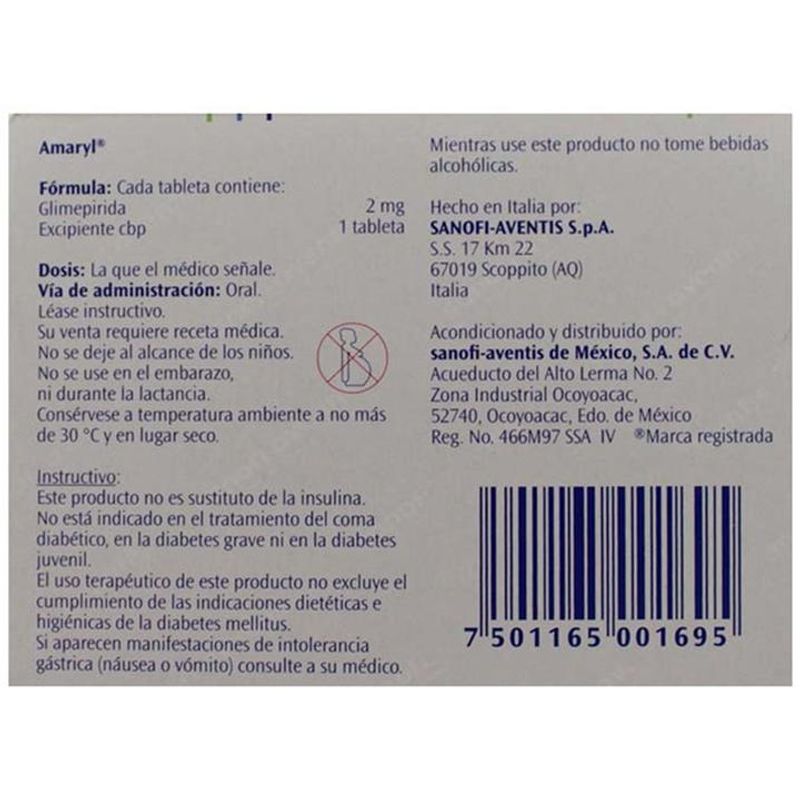 Amaryl®
Fórmula: Cada tableta contiene:
Glimepirida 2 mg
Excipiente cbp 1 tableta
Dosis: La que el médico señale.
Vía de administración: Oral.
Léase instructivo.
Su venta requiere receta médica.
No se deje al alcance de los niños.
No se use en el embarazo,
ni durante la lactancia.
Consérvese a temperatura ambiente a no más
de 30 °C y en lugar seco.
Instructivo:
Este producto no es sustituto de la insulina.
No está indicado en el tratamiento del coma
diabético, en la diabetes grave ni en la diabetes
juvenil.
El uso terapéutico de este producto no excluye el
cumplimiento de las indicaciones dietéticas e
higiénicas de la diabetes mellitus.
Si aparecen manifestaciones de intolerancia
gástrica (náusea o vómito) consulte a su médico.
Mientras use este producto no tome bebidas
alcohólicas.
Hecho en Italia por:
SANOFI-AVENTIS S.p.A.
S.S. 17 Km 22
67019 Scoppito (AQ)
Italia
Acondicionado y distribuido por:
sanofi-aventis de México, S.A. de C.V.
Acueducto del Alto Lerma No. 2
Zona Industrial Ocoyoacac,
52740, Ocoyoacac, Edo. de México
Reg. No. 466M97 SSA IV ®Marca registrada
7 501165 001695